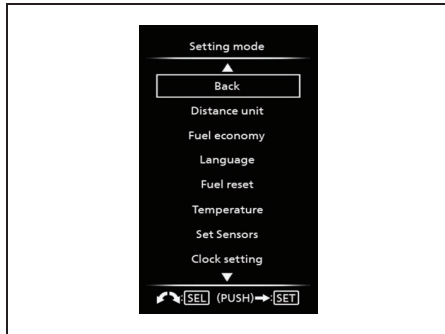 Setting mode
Back
Distance unit
Fuel economy
Language
Fuel reset
Temperature
Set Sensors
Clock setting
:SEL (PUSH)→:SET